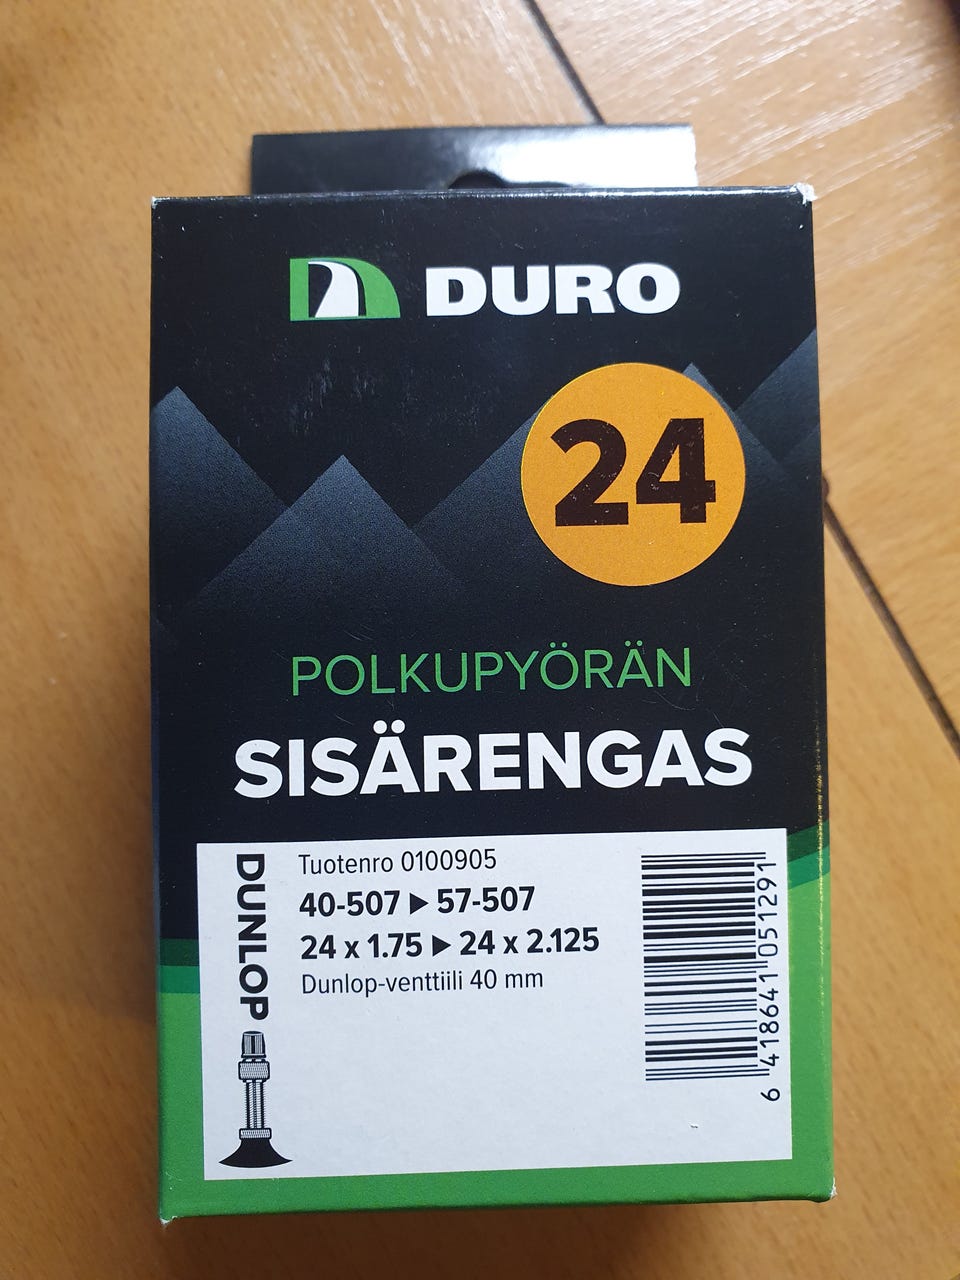 DURO
24
POLKUPYÖRÄN
SISÄRENGAS
DUNLOP
Tuotenro 0100905
40-507 ▶ 57-507
24 x 1.75 ▶ 24 x 2.125
Dunlop-venttiili 40 mm
6 418641 051291